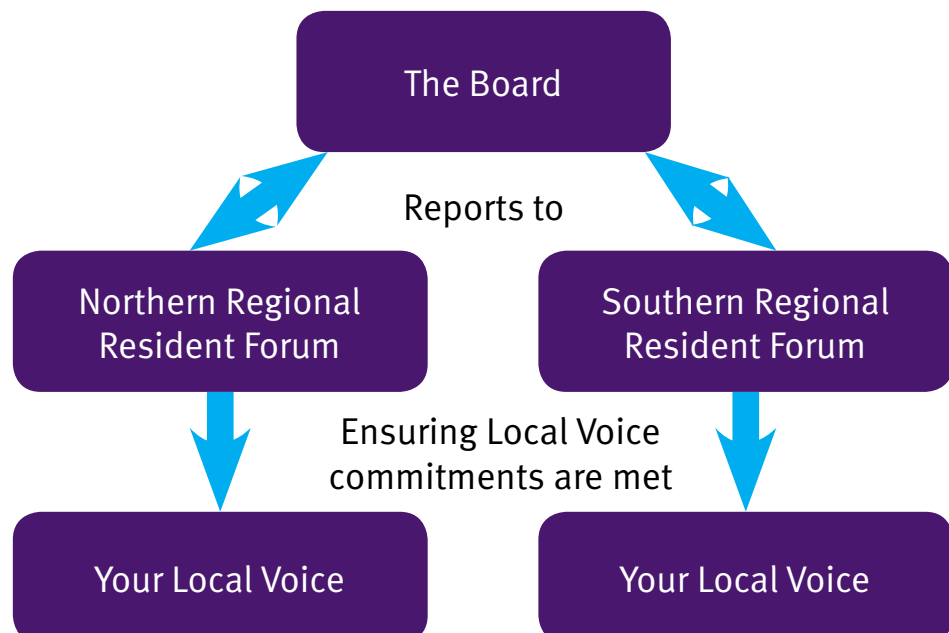 The Board
Reports to
Northern Regional
Resident Forum
Southern Regional
Resident Forum
Ensuring Local Voice
commitments are met
Your Local Voice
Your Local Voice